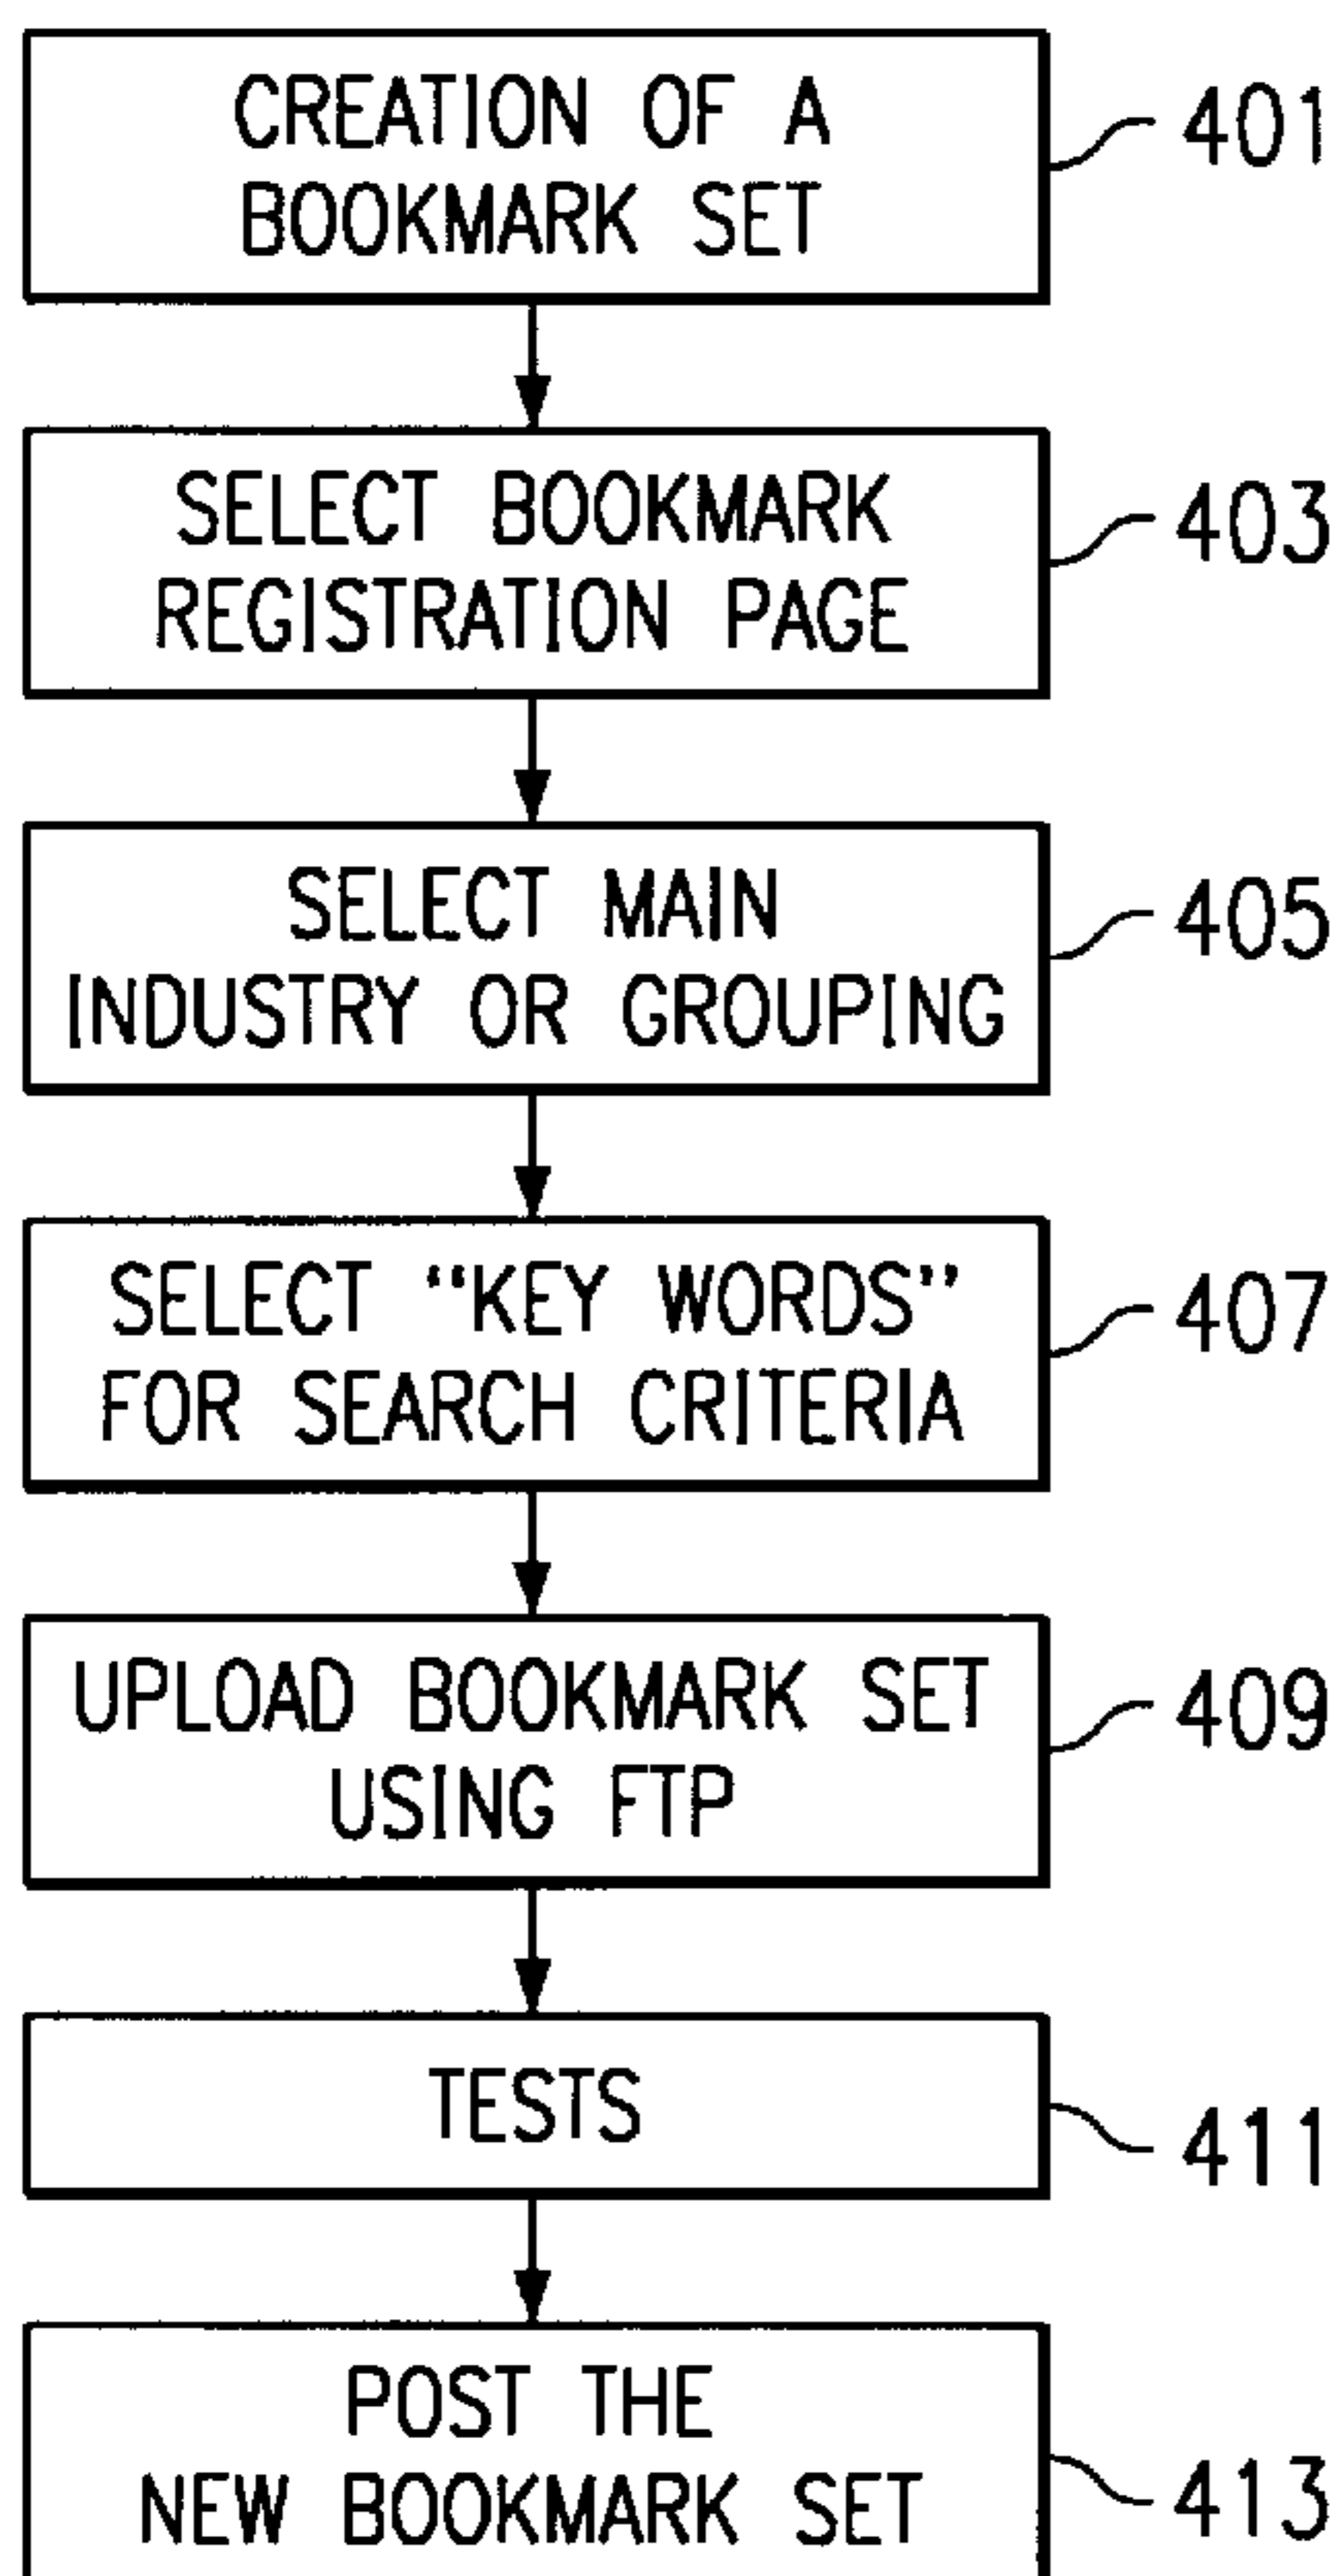 CREATION OF A
BOOKMARK SET
401
SELECT BOOKMARK
REGISTRATION PAGE
403
SELECT MAIN
INDUSTRY OR GROUPING
405
SELECT “KEY WORDS”
FOR SEARCH CRITERIA
407
UPLOAD BOOKMARK SET
USING FTP
409
TESTS
411
POST THE
NEW BOOKMARK SET
413